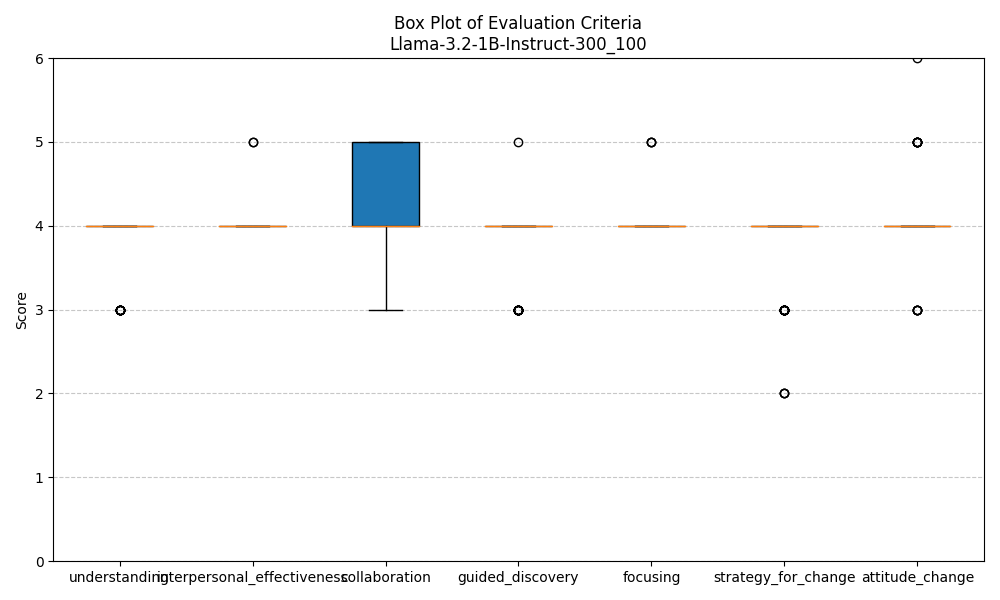 Box Plot of Evaluation Criteria
Llama-3.2-1B-Instruct-300_100
6
5
4
3
2
1
0
Score
understanding interpersonal_effectiveness collaboration guided_discovery focusing strategy_for_change attitude_change